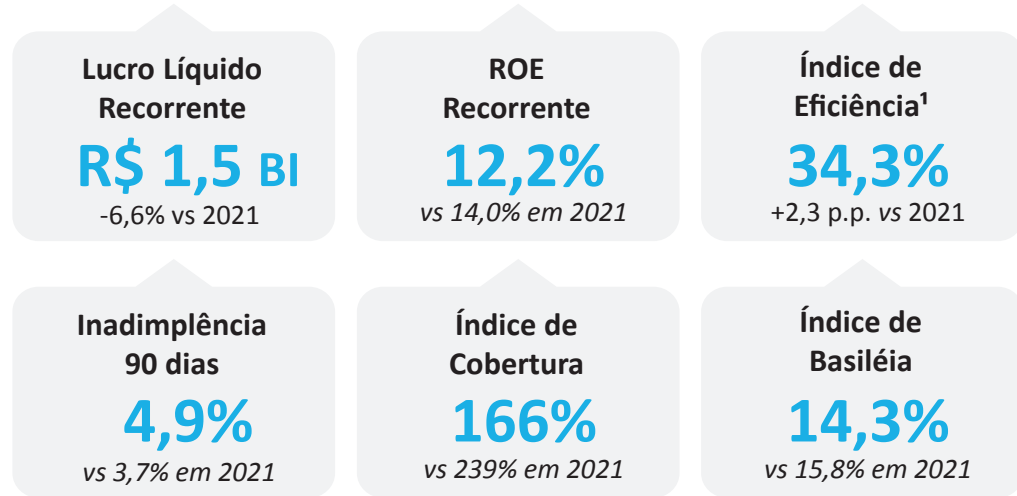 Lucro Líquido
Recorrente
R$ 1,5 BI
-6,6% vs 2021
ROE
Recorrente
12,2%
vs 14,0% em 2021
Índice de
Eficiência¹
34,3%
+2,3 p.p. vs 2021
Inadimplência
90 dias
4,9%
vs 3,7% em 2021
Índice de
Cobertura
166%
vs 239% em 2021
Índice de
Basiléia
14,3%
vs 15,8% em 2021